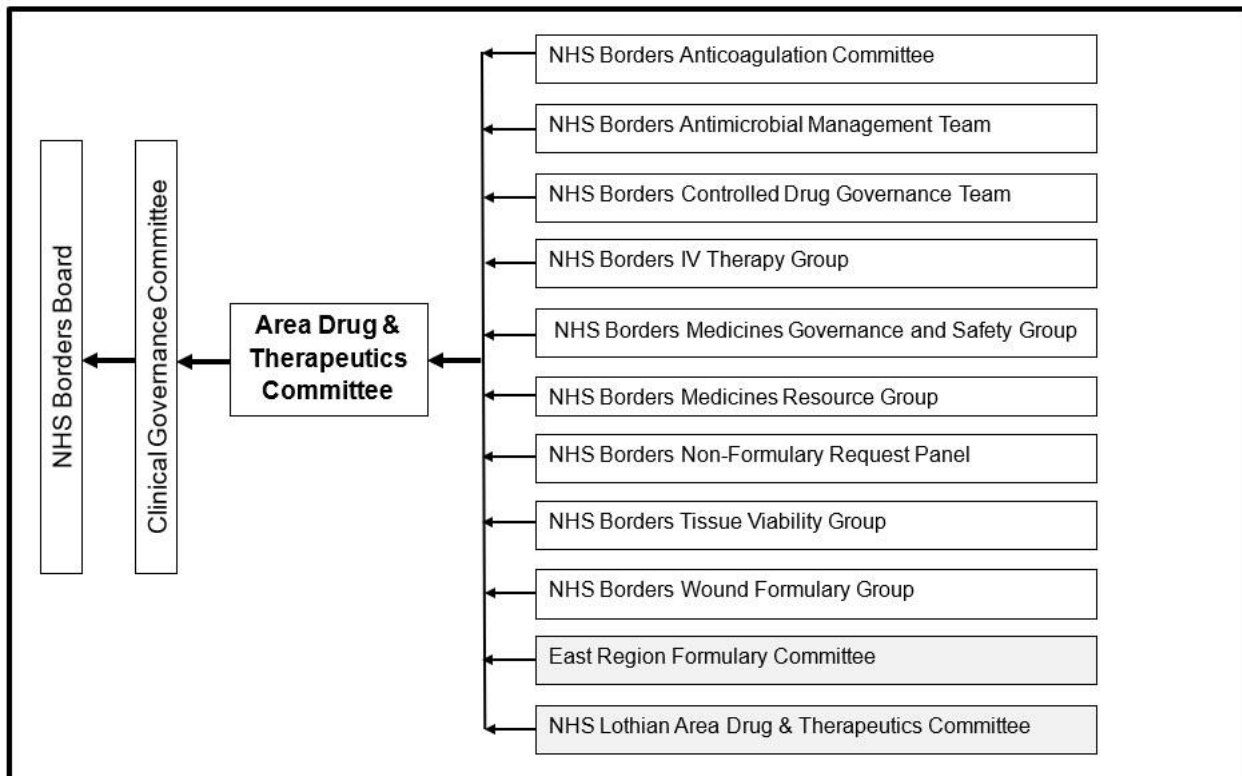 NHS Borders Board
Clinical Governance Committee
Area Drug &
Therapeutics
Committee
NHS Borders Anticoagulation Committee
NHS Borders Antimicrobial Management Team
NHS Borders Controlled Drug Governance Team
NHS Borders IV Therapy Group
NHS Borders Medicines Governance and Safety Group
NHS Borders Medicines Resource Group
NHS Borders Non-Formulary Request Panel
NHS Borders Tissue Viability Group
NHS Borders Wound Formulary Group
East Region Formulary Committee
NHS Lothian Area Drug & Therapeutics Committee